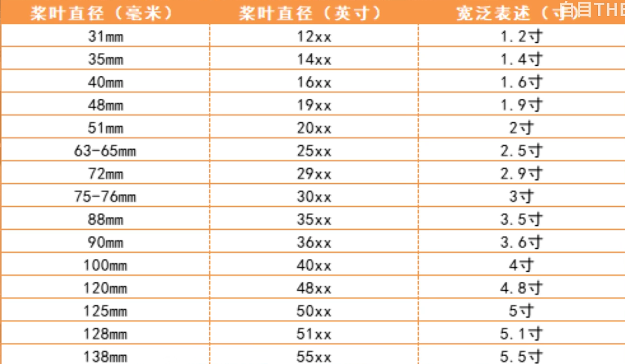 桨叶直径（毫米） 桨叶直径（英寸） 宽泛表述（寸）
31mm 12xx 1.2寸
35mm 14xx 1.4寸
40mm 16xx 1.6寸
48mm 19xx 1.9寸
51mm 20xx 2寸
63-65mm 25xx 2.5寸
72mm 29xx 2.9寸
75-76mm 30xx 3寸
88mm 35xx 3.5寸
90mm 36xx 3.6寸
100mm 40xx 4寸
120mm 48xx 4.8寸
125mm 50xx 5寸
128mm 51xx 5.1寸
138mm 55xx 5.5寸